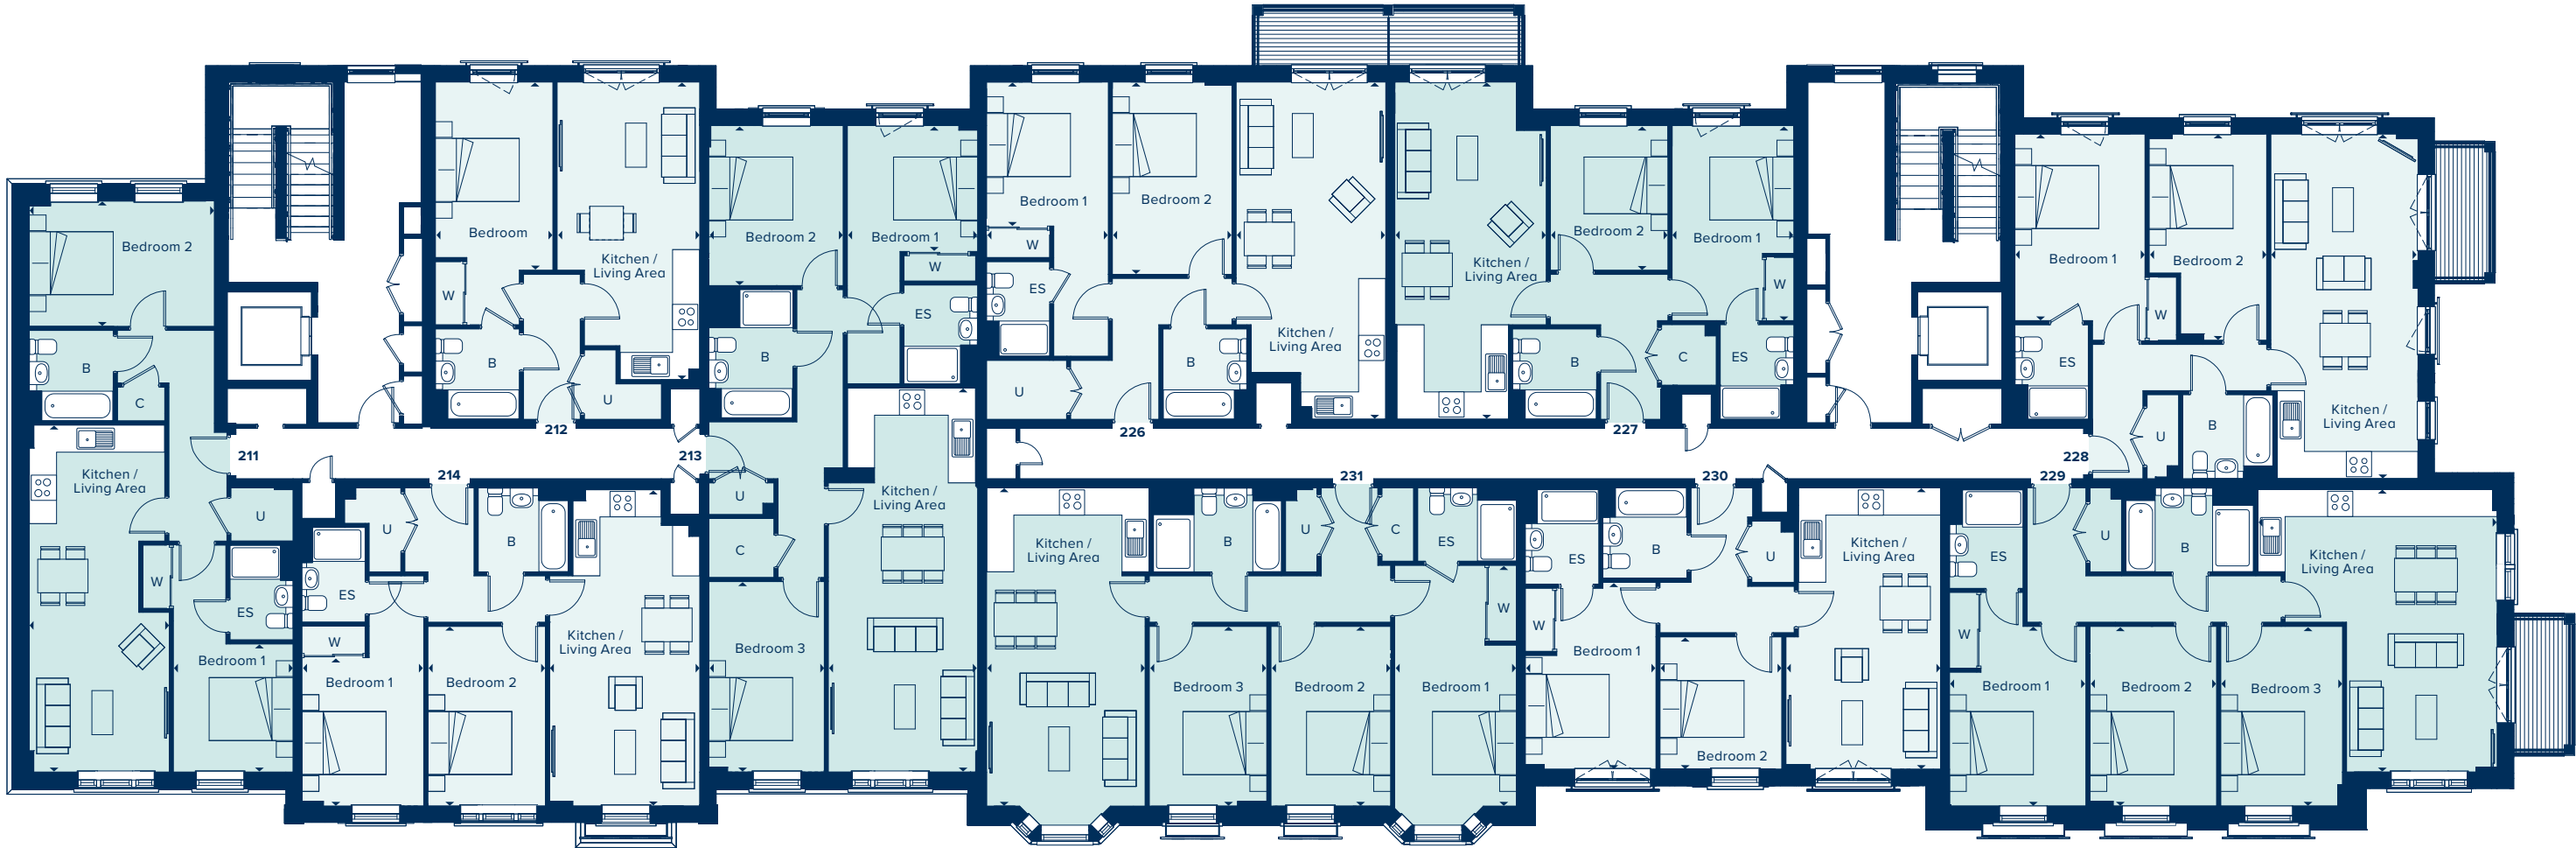 Bedroom 2
B
C
Kitchen /
Living Area
211
U
W
ES
Bedroom 1
Bedroom
Kitchen /
Living Area
W
B
U
212
214
U
B
ES
W
Bedroom 1
Bedroom 2
Kitchen /
Living Area
213
Bedroom 2
Bedroom 1
W
ES
B
U
C
Kitchen /
Living Area
Bedroom 3
Bedroom 1
Bedroom 2
W
ES
Kitchen /
Living Area
B
U
226
Kitchen /
Living Area
Bedroom 2
Bedroom 1
W
B
C
ES
227
231
Kitchen /
Living Area
B
U
C
ES
W
Bedroom 3
Bedroom 2
Bedroom 1
230
ES
B
U
Kitchen /
Living Area
W
Bedroom 1
Bedroom 2
Bedroom 1
Bedroom 2
W
ES
Kitchen /
Living Area
B
U
228
229
ES
U
B
Kitchen /
Living Area
W
Bedroom 1
Bedroom 2
Bedroom 3